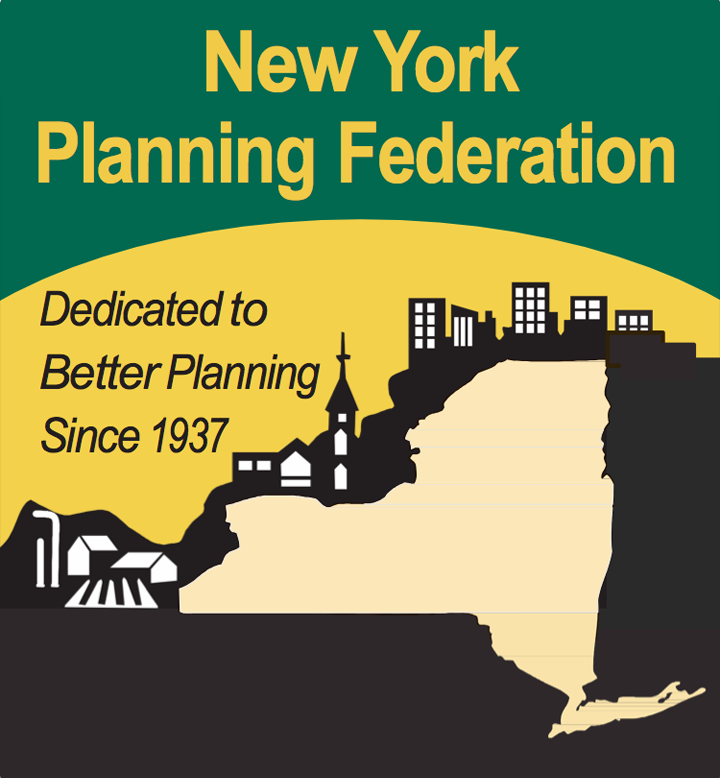 New York
Planning Federation
Dedicated to
Better Planning
Since 1937